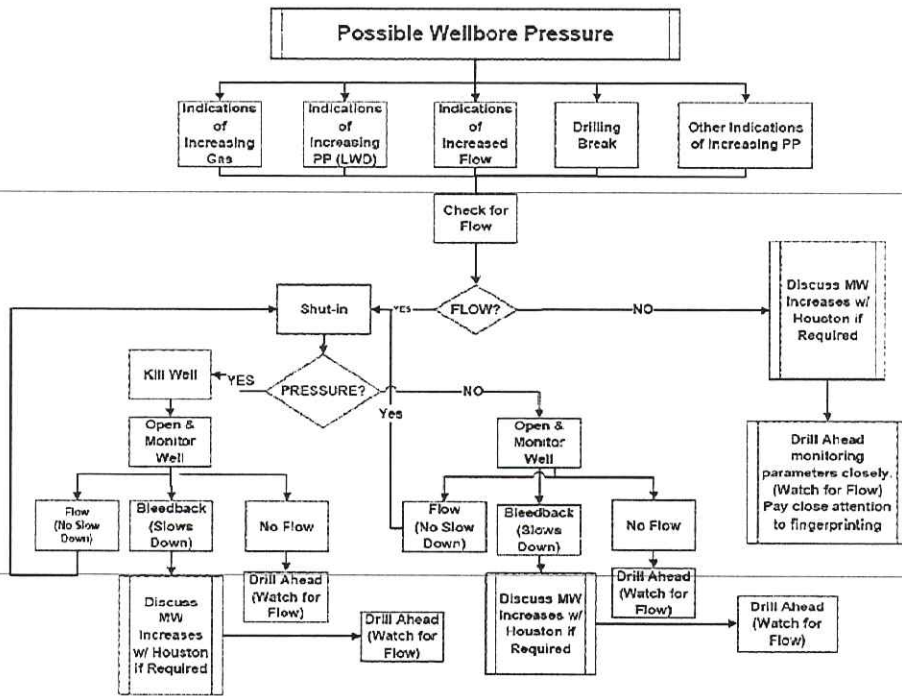 Possible Wellbore Pressure
Indications
of
Increasing
Gas
Indications
of
Increasing
PP (LWD)
Indications
of
Increased
Flow
Drilling
Break
Other Indications
of Increasing PP
Check for
Flow
FLOW?
YES
NO
Shut-in
Discuss MW
Increases w/
Houston if
Required
PRESSURE?
YES
NO
Kill Well
Yes
Open &
Monitor
Well
Open &
Monitor
Well
Drill Ahead
monitoring
parameters closely.
(Watch for Flow)
Pay close attention
to fingerprinting
Flow
(No Slow
Down)
Bleedback
(Slows
Down)
No Flow
Flow
(No Slow
Down)
Bleedback
(Slows
Down)
No Flow
Drill Ahead
(Watch for
Flow)
Drill Ahead
(Watch for
Flow)
Discuss
MW
Increases
w/ Houston
if Required
Drill Ahead
(Watch for
Flow)
Discuss MW
Increases w/
Houston if
Required
Drill Ahead
(Watch for
Flow)